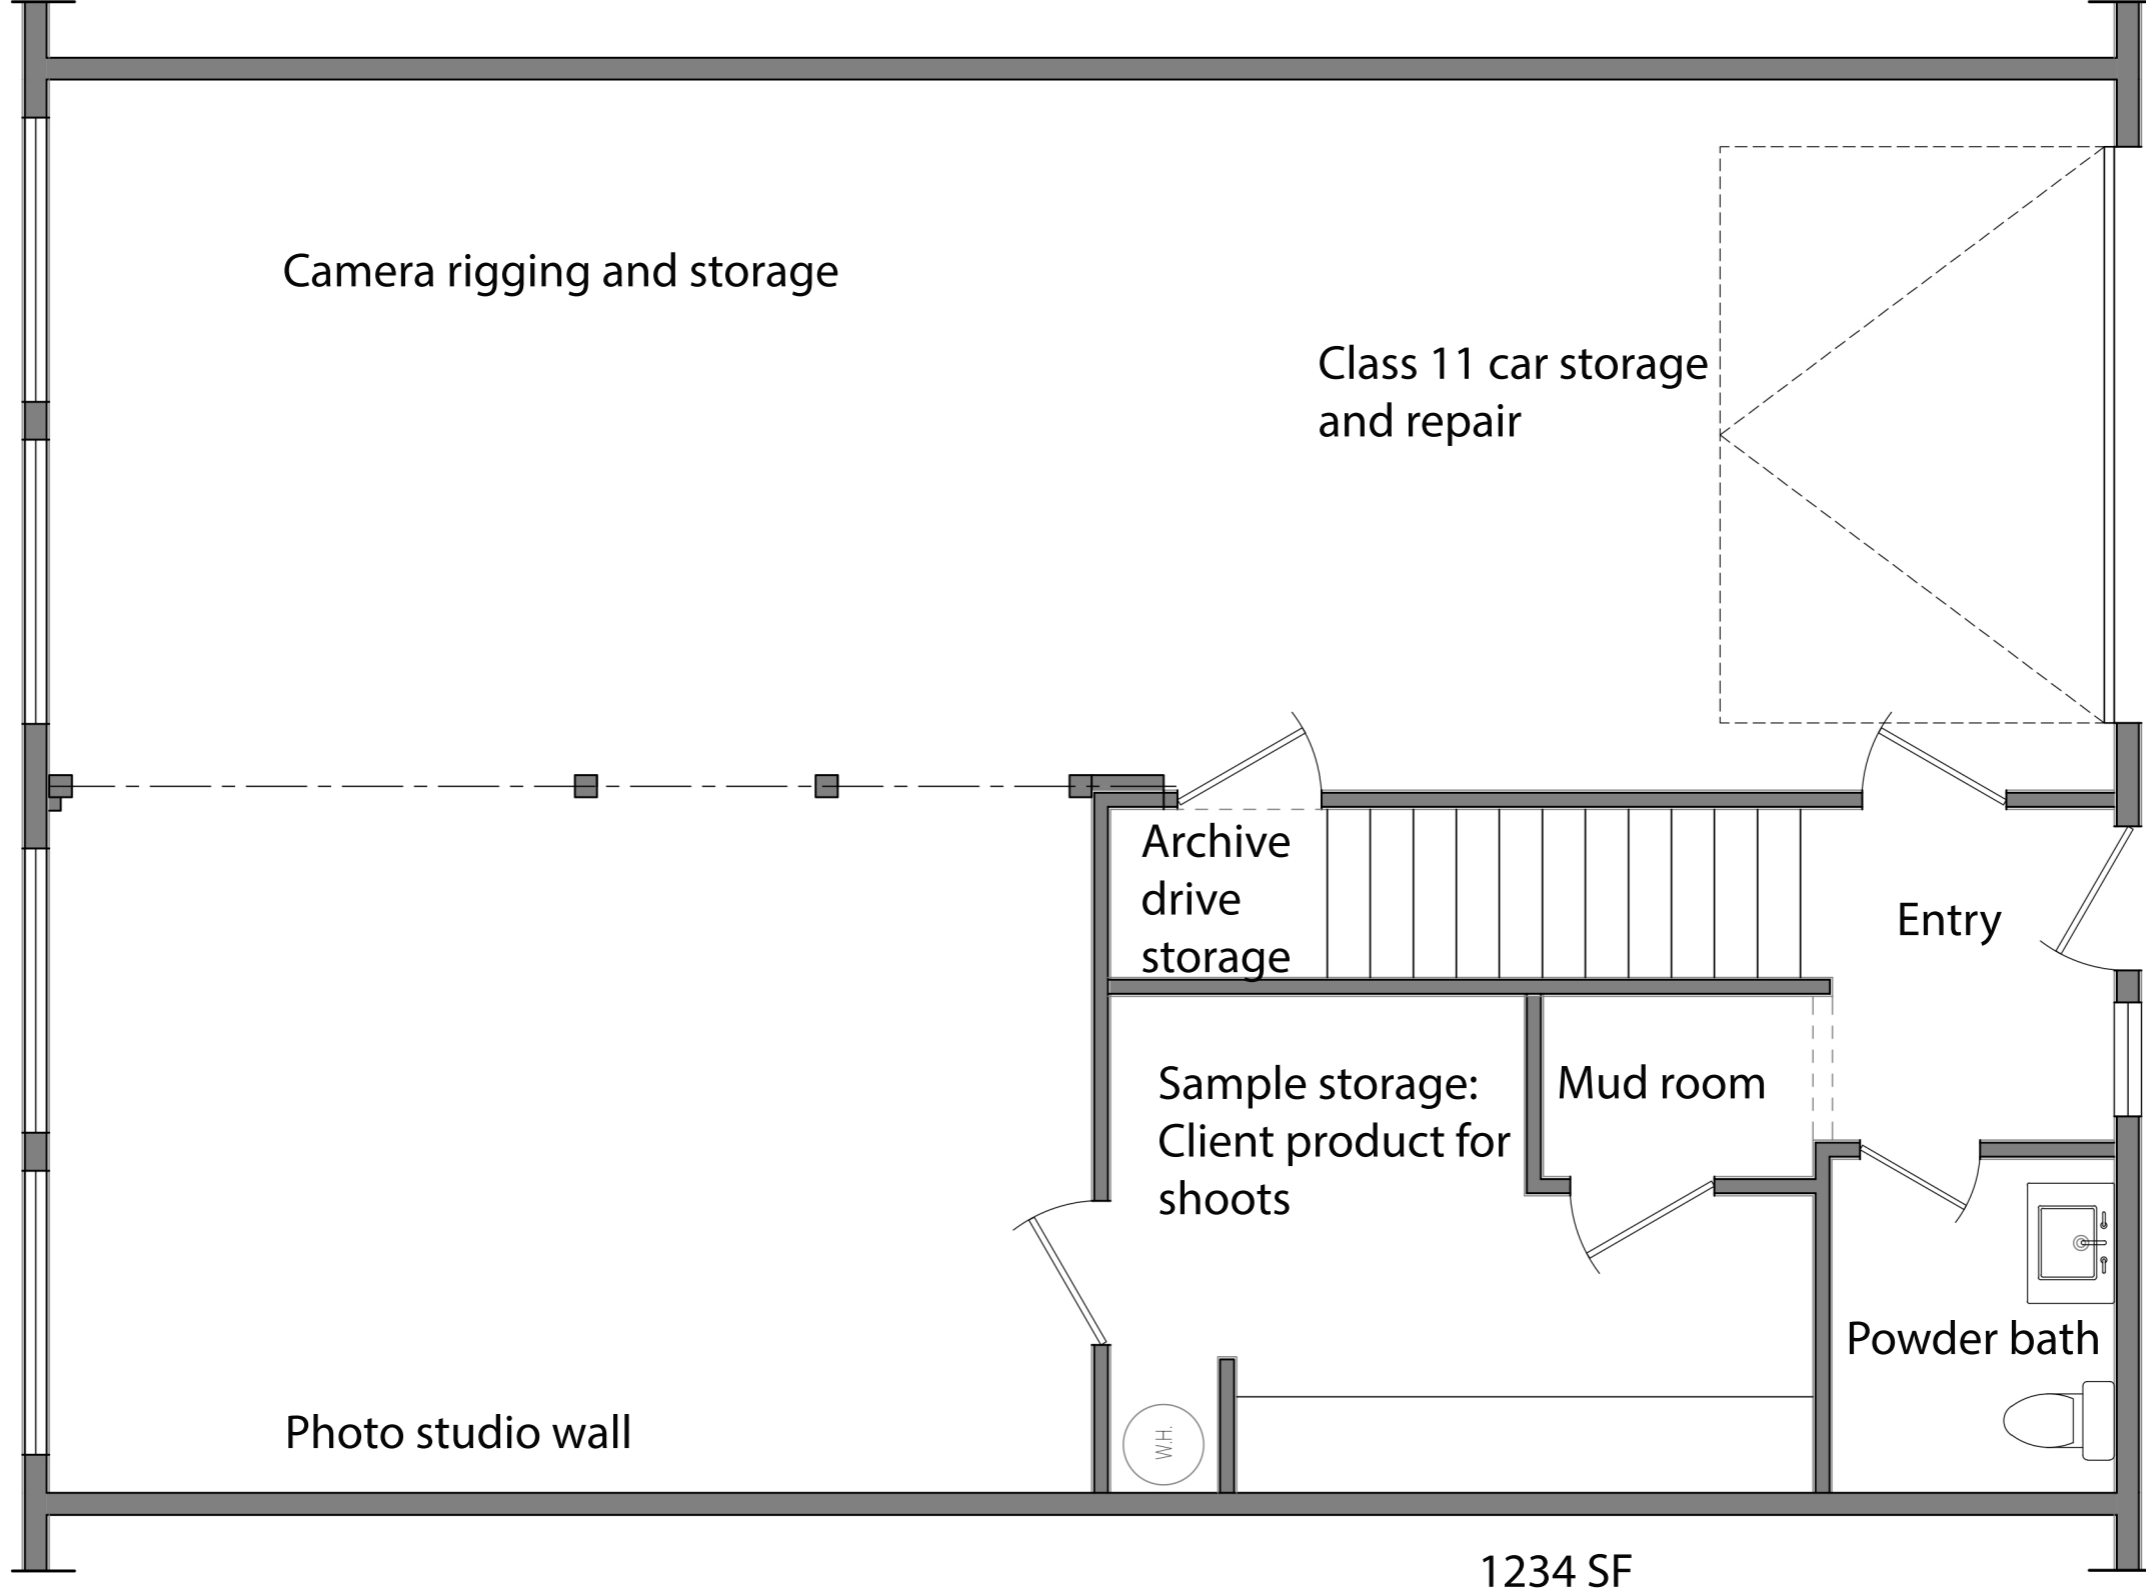 Camera rigging and storage
Class 11 car storage
and repair
Archive
drive
storage
Entry
Sample storage:
Client product for
shoots
Mud room
Powder bath
Photo studio wall
W.H.
1234 SF